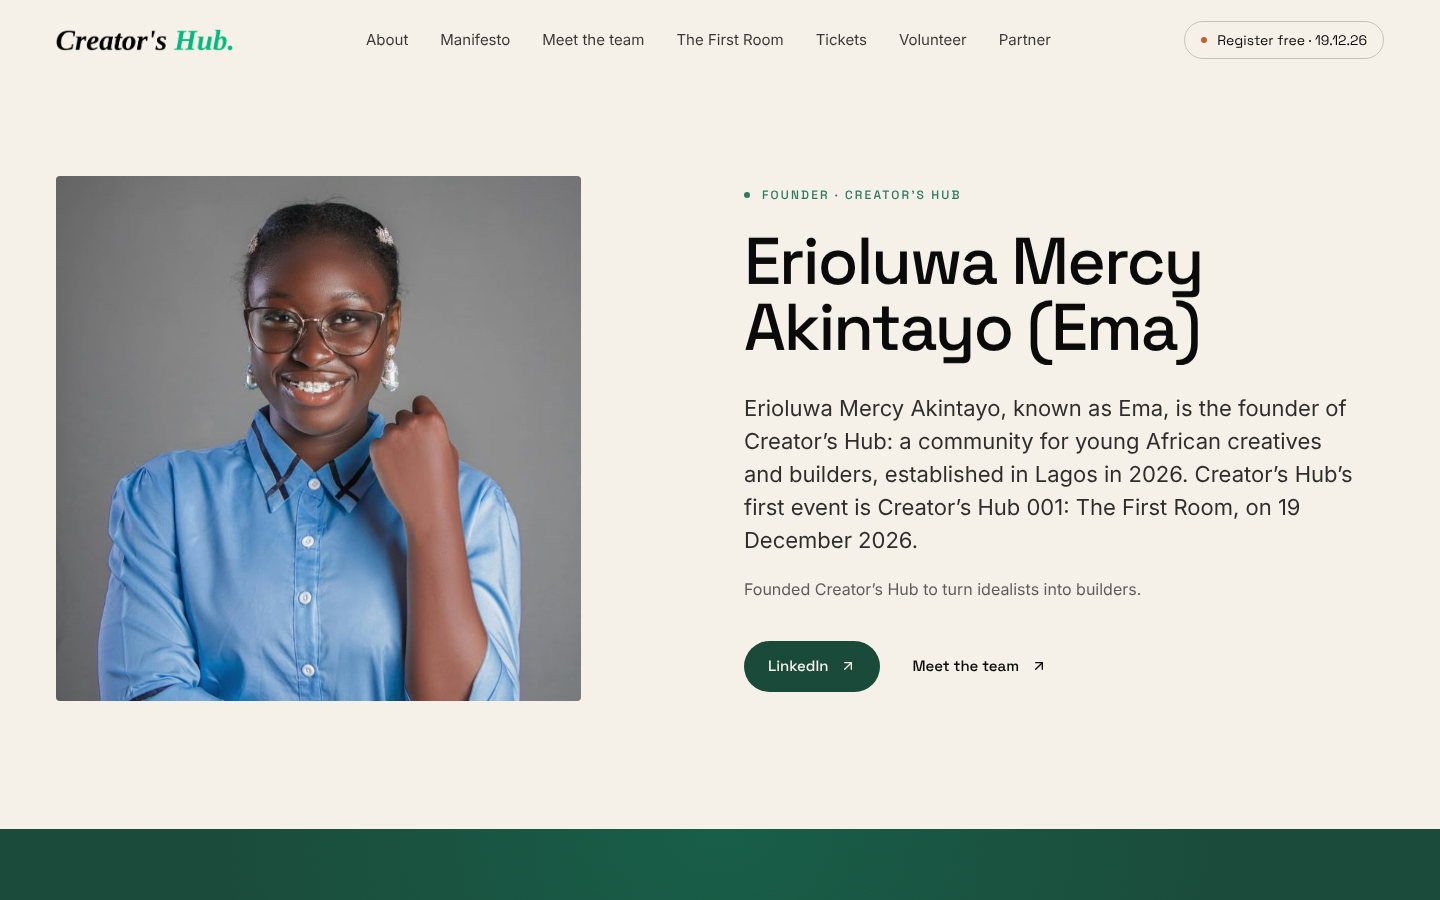 Creator's Hub.
About
Manifesto
Meet the team
The First Room
Tickets
Volunteer
Partner
Register free · 19.12.26
FOUNDER · CREATOR’S HUB
Erioluwa Mercy
Akintayo (Ema)
Erioluwa Mercy Akintayo, known as Ema, is the founder of
Creator’s Hub: a community for young African creatives
and builders, established in Lagos in 2026. Creator’s Hub’s
first event is Creator’s Hub 001: The First Room, on 19
December 2026.
Founded Creator’s Hub to turn idealists into builders.
LinkedIn
Meet the team